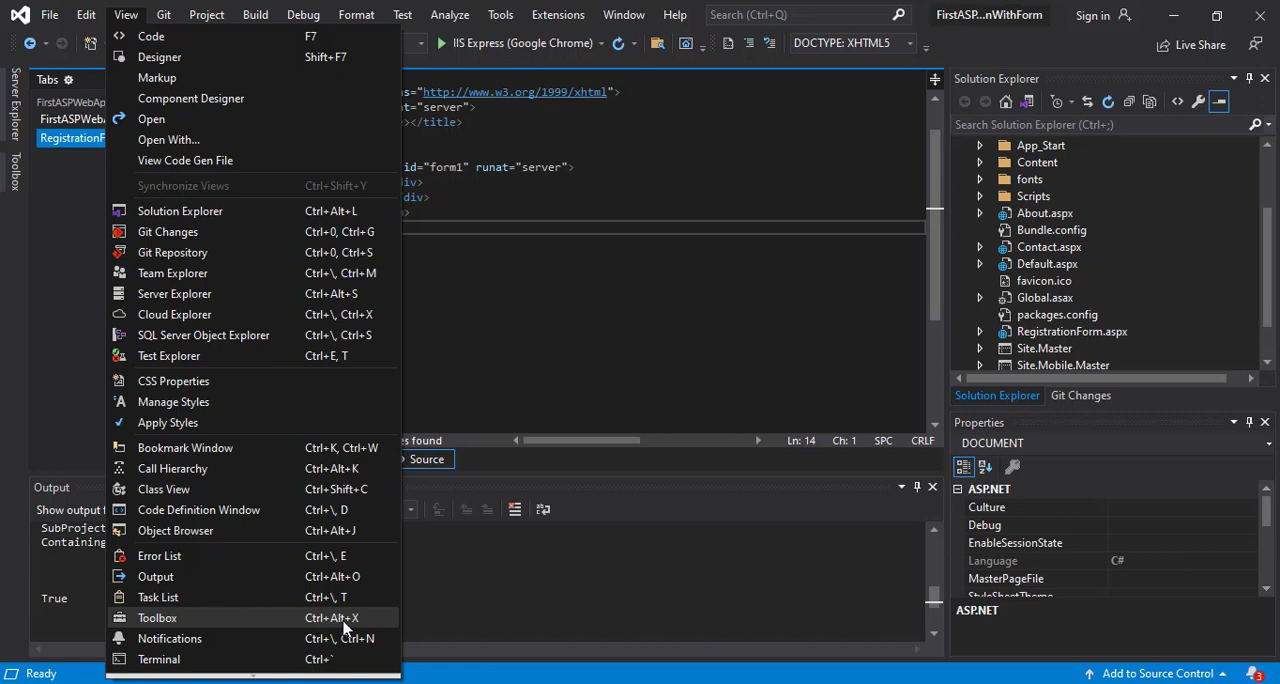 File Edit View Git Project Build Debug Format Test Analyze Tools Extensions Window Help Search (Ctrl+Q) FirstASP...nWithForm Sign in
IIS Express (Google Chrome) DOCTYPE: XHTML5 Live Share
Server Explorer
Toolbox
Tabs
FirstASPWebAp
FirstASPWebA
RegistrationF
Code F7
Designer Shift+F7
Markup
Component Designer
Open
Open With...
View Code Gen File
Synchronize Views Ctrl+Shift+Y
Solution Explorer Ctrl+Alt+L
Git Changes Ctrl+0, Ctrl+G
Git Repository Ctrl+0, Ctrl+S
Team Explorer Ctrl+\, Ctrl+M
Server Explorer Ctrl+Alt+S
Cloud Explorer Ctrl+\, Ctrl+X
SQL Server Object Explorer Ctrl+\, Ctrl+S
Test Explorer Ctrl+E, T
CSS Properties
Manage Styles
Apply Styles
Bookmark Window Ctrl+K, Ctrl+W
Call Hierarchy Ctrl+Alt+K
Class View Ctrl+Shift+C
Code Definition Window Ctrl+\, D
Object Browser Ctrl+Alt+J
Error List Ctrl+\, E
Output Ctrl+Alt+O
Task List Ctrl+\, T
Toolbox Ctrl+Alt+X
Notifications Ctrl+\, Ctrl+N
Terminal Ctrl+`
s="http://www.w3.org/1999/xhtml">
t="server">
></title>
id="form1" runat="server">
div>
/div>
>
es found Ln: 14 Ch: 1 SPC CRLF
Source
Output
Show output f
SubProject
Containing
True
Solution Explorer
Search Solution Explorer (Ctrl+;)
App_Start
Content
fonts
Scripts
About.aspx
Bundle.config
Contact.aspx
Default.aspx
favicon.ico
Global.asax
packages.config
RegistrationForm.aspx
Site.Master
Site.Mobile.Master
Solution Explorer Git Changes
Properties
DOCUMENT
ASP.NET
Culture
Debug
EnableSessionState
Language C#
MasterPageFile
StyleSheetTheme
ASP.NET
Ready Add to Source Control 3